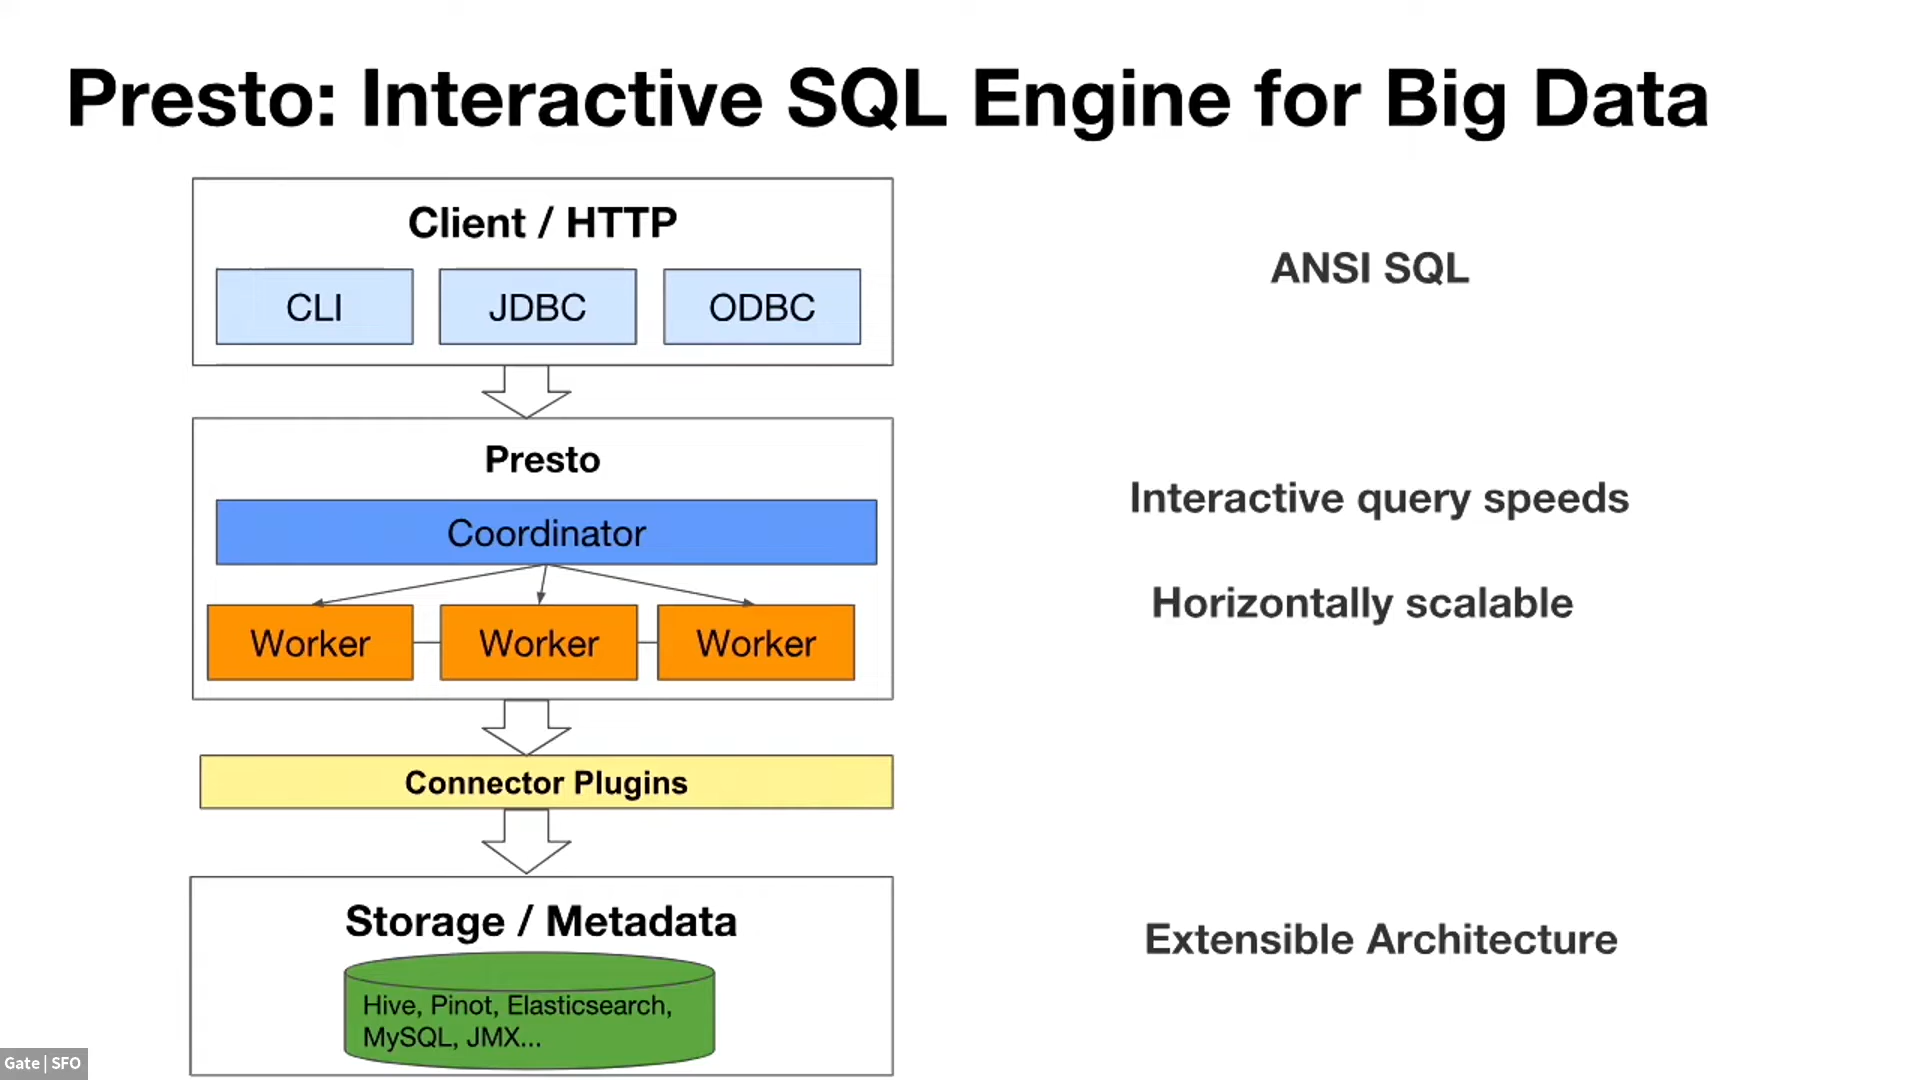 Presto: Interactive SQL Engine for Big Data
Client / HTTP
CLI
JDBC
ODBC
ANSI SQL
Presto
Coordinator
Worker
Worker
Worker
Interactive query speeds
Horizontally scalable
Connector Plugins
Storage / Metadata
Hive, Pinot, Elasticsearch,
MySQL, JMX...
Extensible Architecture
Gate | SFO